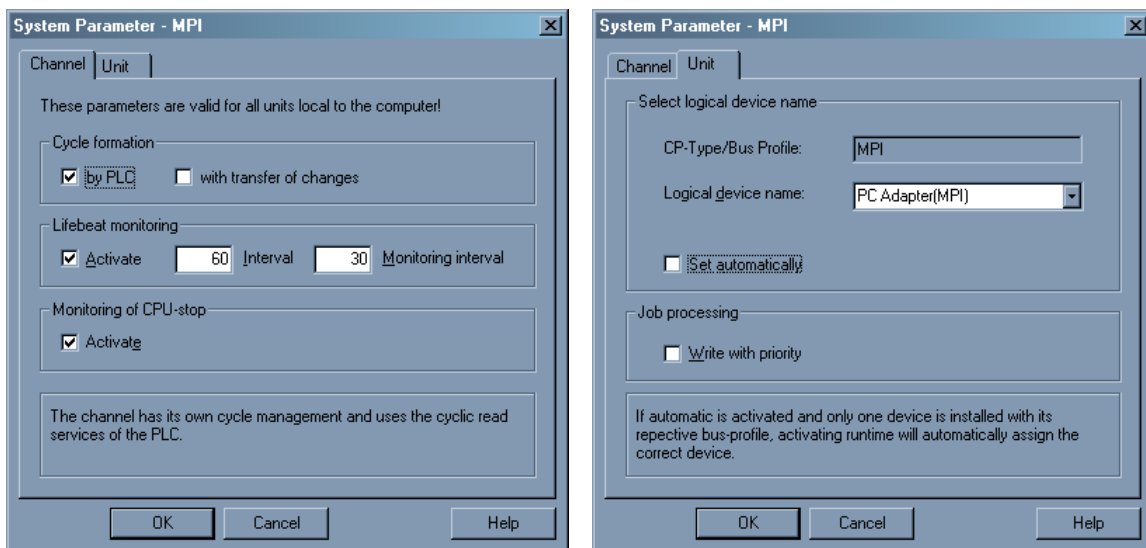 System Parameter - MPI
Channel
Unit
These parameters are valid for all units local to the computer!
Cycle formation
by PLC
with transfer of changes
Lifebeat monitoring
Activate
60
Interval
30
Monitoring interval
Monitoring of CPU-stop
Activate
The channel has its own cycle management and uses the cyclic read
services of the PLC.
OK
Cancel
Help
System Parameter - MPI
Channel
Unit
Select logical device name
CP-Type/Bus Profile:
MPI
Logical device name:
PC Adapter(MPI)
Set automatically
Job processing
Write with priority
If automatic is activated and only one device is installed with its
repective bus-profile, activating runtime will automatically assign the
correct device.
OK
Cancel
Help